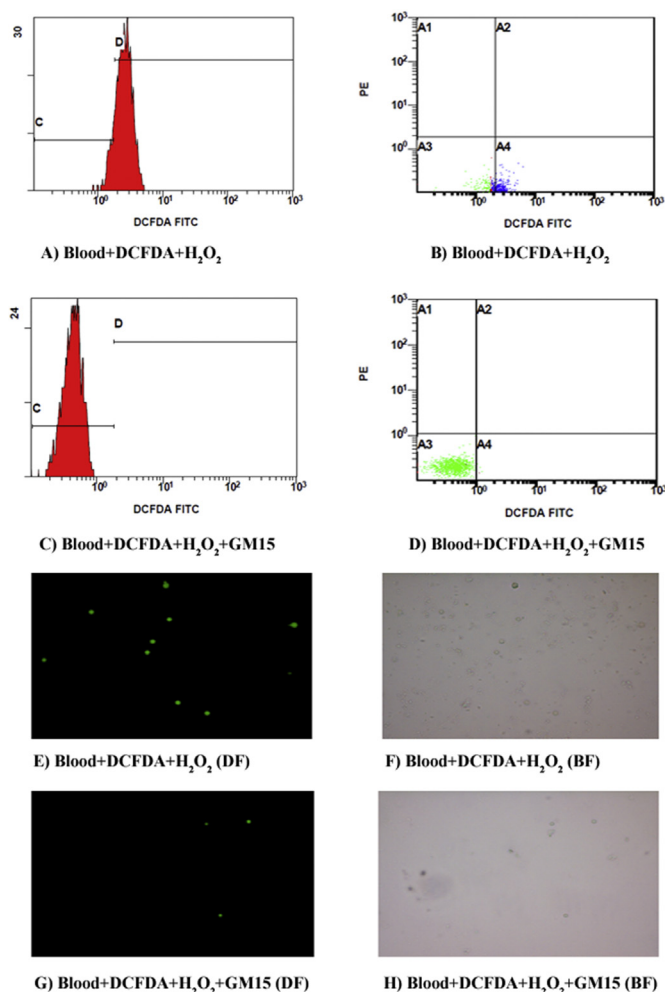 30
D
C
10⁰ 10¹ 10² 10³
DCFDA FITC
A) Blood+DCFDA+H₂O₂
10³ A1 A2
10²
PE
10¹
10⁰
A3 A4
10⁰ 10¹ 10² 10³
DCFDA FITC
B) Blood+DCFDA+H₂O₂
24
D
C
10⁰ 10¹ 10² 10³
DCFDA FITC
C) Blood+DCFDA+H₂O₂+GM15
10³ A1 A2
10²
PE
10¹
10⁰
A3 A4
10⁰ 10¹ 10² 10³
DCFDA FITC
D) Blood+DCFDA+H₂O₂+GM15
E) Blood+DCFDA+H₂O₂ (DF)
F) Blood+DCFDA+H₂O₂ (BF)
G) Blood+DCFDA+H₂O₂+GM15 (DF)
H) Blood+DCFDA+H₂O₂+GM15 (BF)